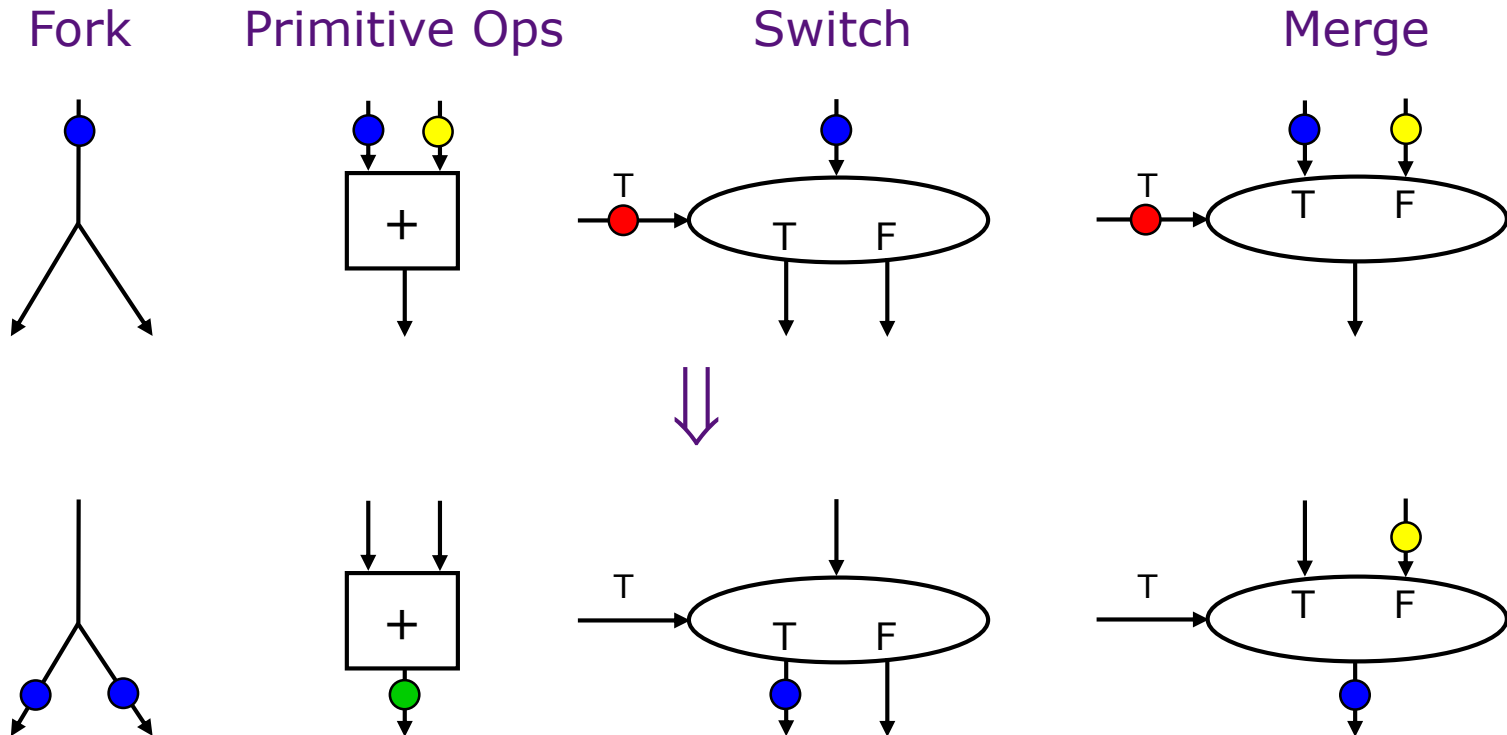 Fork Primitive Ops Switch Merge
T T
+ T F T F
⇓
T T
+ T F T F